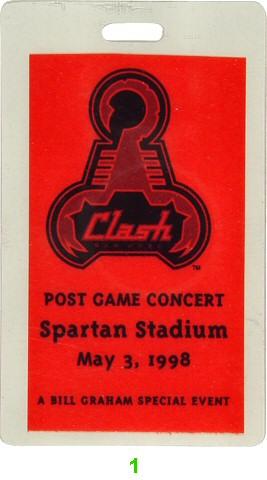 Clash
SAN JOSE
TM
POST GAME CONCERT
Spartan Stadium
May 3, 1998
A BILL GRAHAM SPECIAL EVENT
1